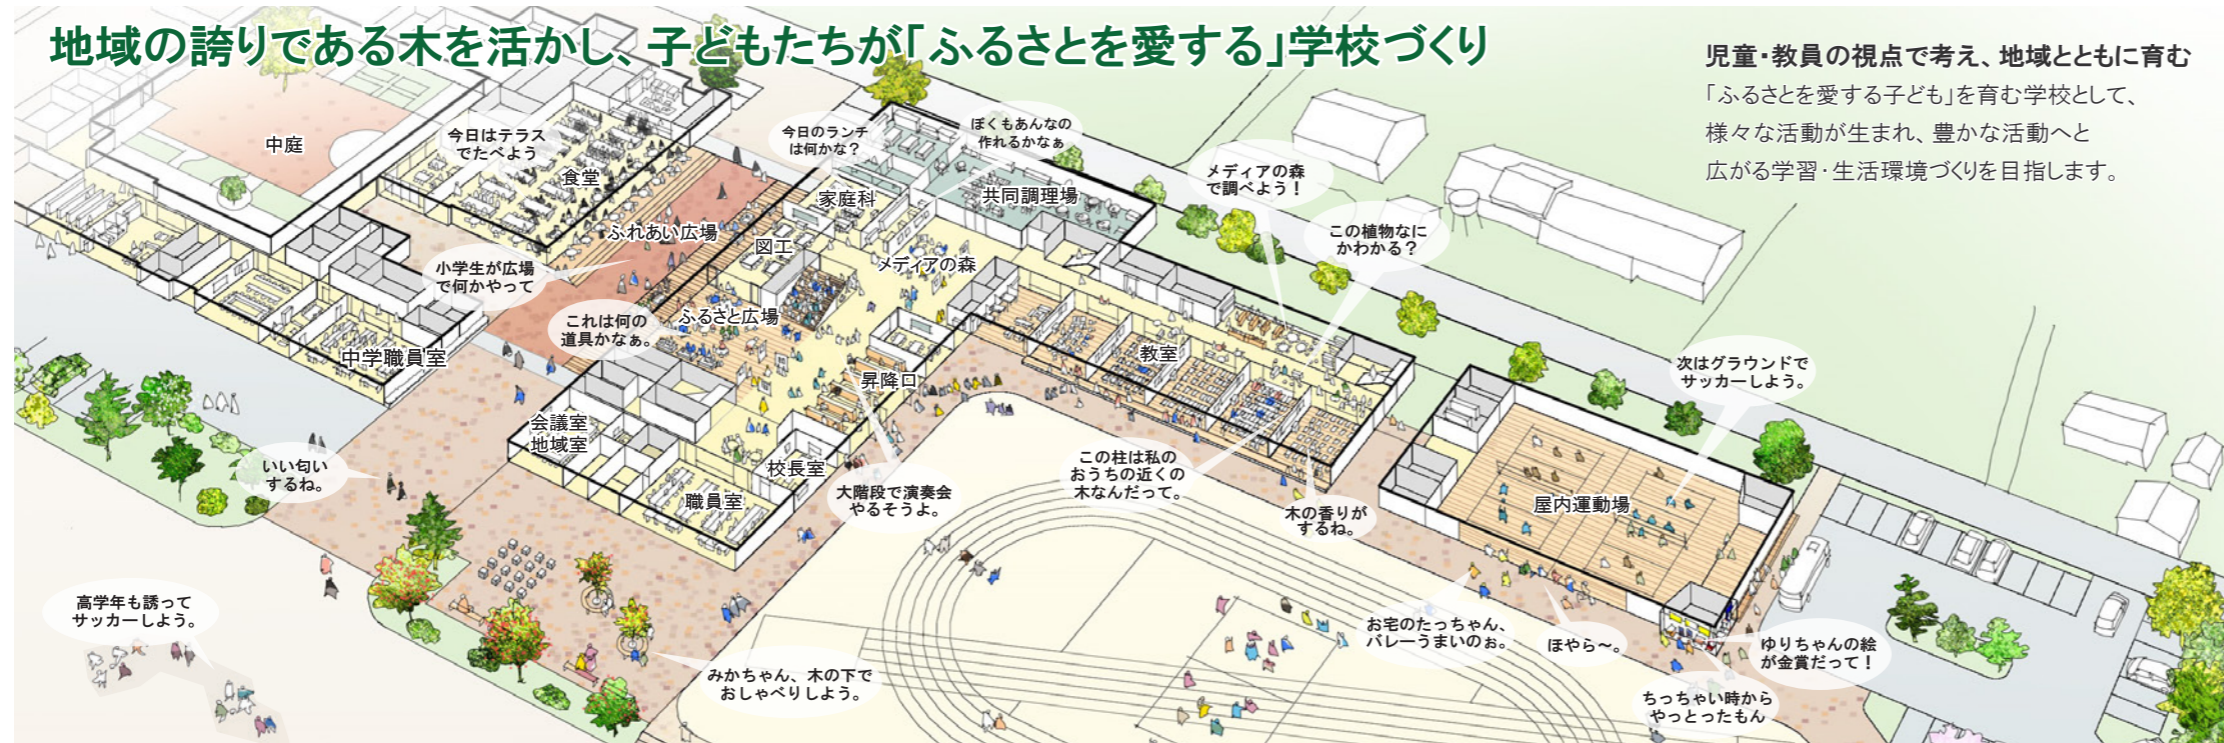 地域の誇りである木を活かし、子どもたちが「ふるさとを愛する」学校づくり
児童・教員の視点で考え、地域とともに育む
「ふるさとを愛する子ども」を育む学校として、
様々な活動が生まれ、豊かな活動へと
広がる学習・生活環境づくりを目指します。
中庭
今日はテラス
でたべよう
食堂
今日のランチ
は何かな？
ぼくもあんなの
作れるかなぁ
家庭科
共同調理場
メディアの森
で調べよう！
この植物なに
かわかる？
ふれあい広場
図工
メディアの森
小学生が広場
で何かやって
これは何の
道具かなぁ。
ふるさと広場
中学職員室
教室
昇降口
次はグラウンドで
サッカーしよう。
会議室
地域室
校長室
職員室
いい匂い
するね。
大階段で演奏会
やるそうよ。
この柱は私の
おうちの近くの
木なんだって。
木の香りが
するね。
屋内運動場
高学年も誘って
サッカーしよう。
みかちゃん、木の下で
おしゃべりしよう。
お宅のたっちゃん、
バレーうまいのぉ。
ほやら～。
ゆりちゃんの絵
が金賞だって！
ちっちゃい時から
やっとったもん